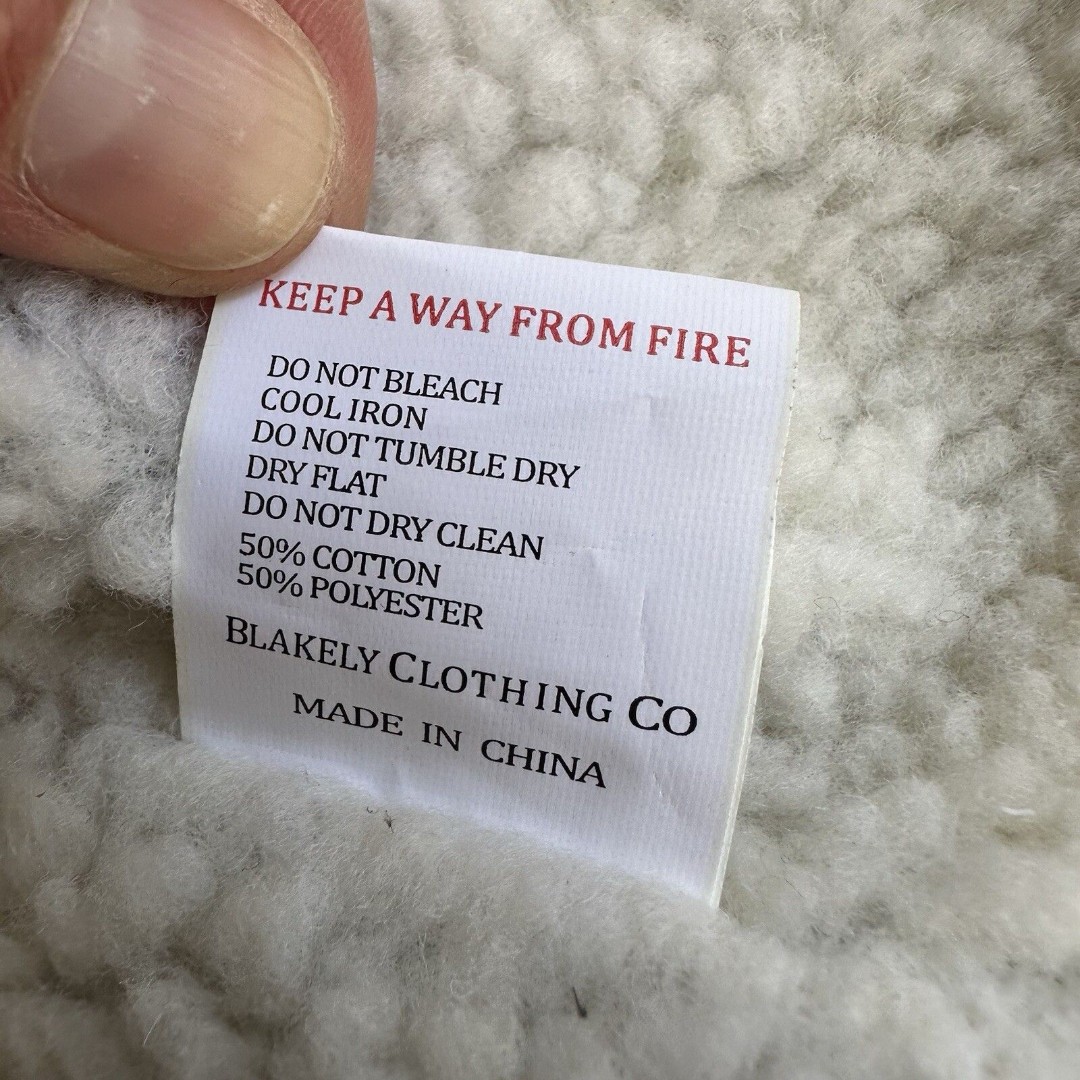 KEEP A WAY FROM FIRE
DO NOT BLEACH
COOL IRON
DO NOT TUMBLE DRY
DRY FLAT
DO NOT DRY CLEAN
50% COTTON
50% POLYESTER
BLAKELY CLOTHING CO
MADE IN CHINA